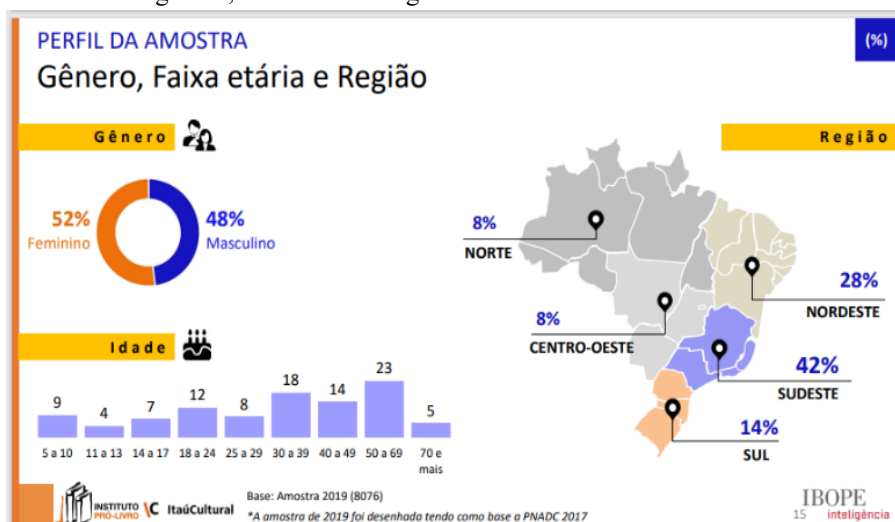 PERFIL DA AMOSTRA
(%)
Gênero, Faixa etária e Região
Gênero
Região
52%
Feminino
48%
Masculino
8%
NORTE
28%
NORDESTE
8%
CENTRO-OESTE
42%
SUDESTE
14%
SUL
Idade
9 4 7 12 8 18 14 23 5
5 a 10 11 a 13 14 a 17 18 a 24 25 a 29 30 a 39 40 a 49 50 a 69 70 e mais
INSTITUTO PRÓ-LIVRO
ItaúCultural
Base: Amostra 2019 (8076)
*A amostra de 2019 foi desenhada tendo como base a PNADC 2017
IBOPE
inteligência
15